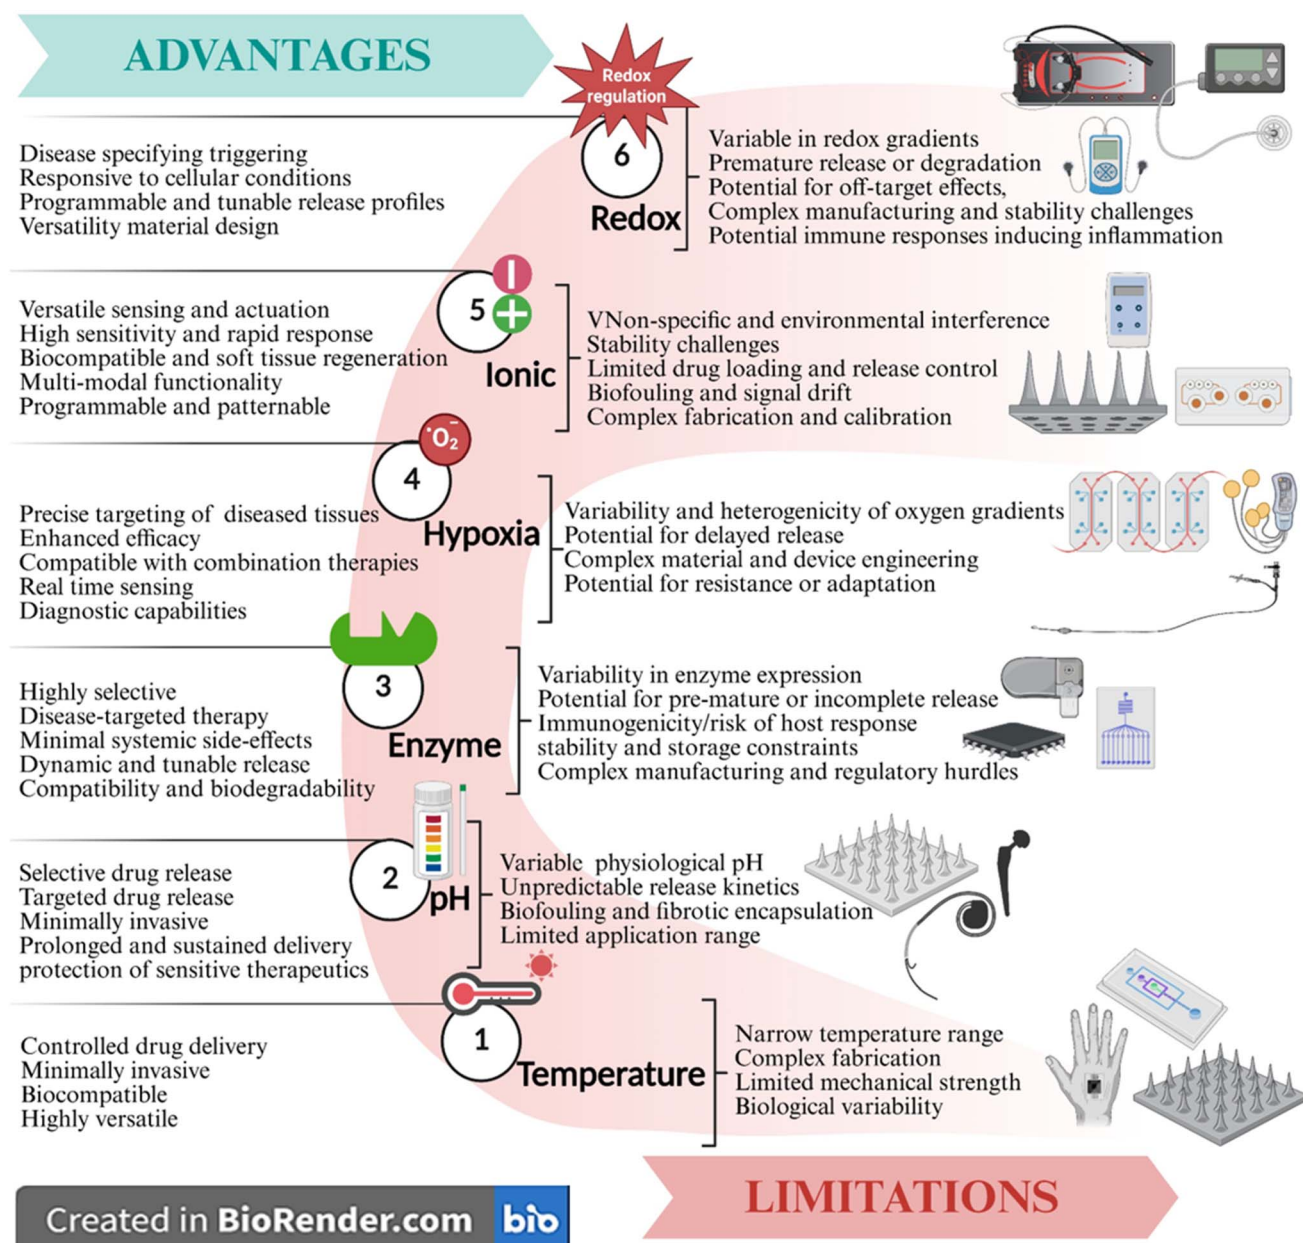 ADVANTAGES
Redox
regulation
6
Redox
Disease specifying triggering
Responsive to cellular conditions
Programmable and tunable release profiles
Versatility material design
Variable in redox gradients
Premature release or degradation
Potential for off-target effects,
Complex manufacturing and stability challenges
Potential immune responses inducing inflammation
5
Ionic
Versatile sensing and actuation
High sensitivity and rapid response
Biocompatible and soft tissue regeneration
Multi-modal functionality
Programmable and patternable
VNon-specific and environmental interference
Stability challenges
Limited drug loading and release control
Biofouling and signal drift
Complex fabrication and calibration
·O₂⁻
4
Hypoxia
Precise targeting of diseased tissues
Enhanced efficacy
Compatible with combination therapies
Real time sensing
Diagnostic capabilities
Variability and heterogenicity of oxygen gradients
Potential for delayed release
Complex material and device engineering
Potential for resistance or adaptation
3
Enzyme
Highly selective
Disease-targeted therapy
Minimal systemic side-effects
Dynamic and tunable release
Compatibility and biodegradability
Variability in enzyme expression
Potential for pre-mature or incomplete release
Immunogenicity/risk of host response
stability and storage constraints
Complex manufacturing and regulatory hurdles
2
pH
Selective drug release
Targeted drug release
Minimally invasive
Prolonged and sustained delivery
protection of sensitive therapeutics
Variable physiological pH
Unpredictable release kinetics
Biofouling and fibrotic encapsulation
Limited application range
1
Temperature
Controlled drug delivery
Minimally invasive
Biocompatible
Highly versatile
Narrow temperature range
Complex fabrication
Limited mechanical strength
Biological variability
LIMITATIONS
Created in BioRender.com bio